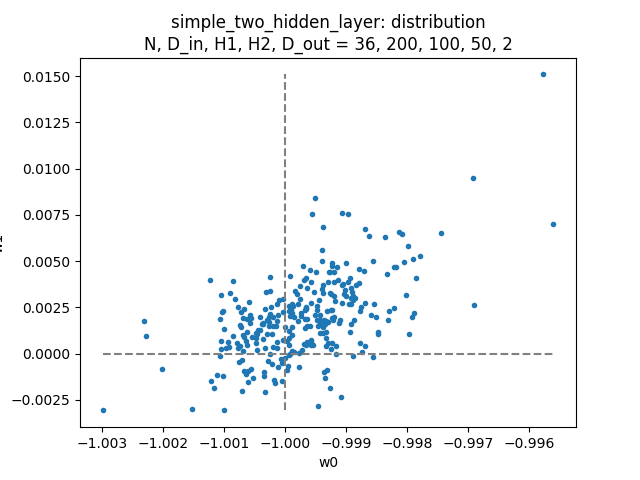 simple_two_hidden_layer: distribution
N, D_in, H1, H2, D_out = 36, 200, 100, 50, 2
0.0150
0.0125
0.0100
0.0075
0.0050
0.0025
0.0000
−0.0025
−1.003 −1.002 −1.001 −1.000 −0.999 −0.998 −0.997 −0.996
w0